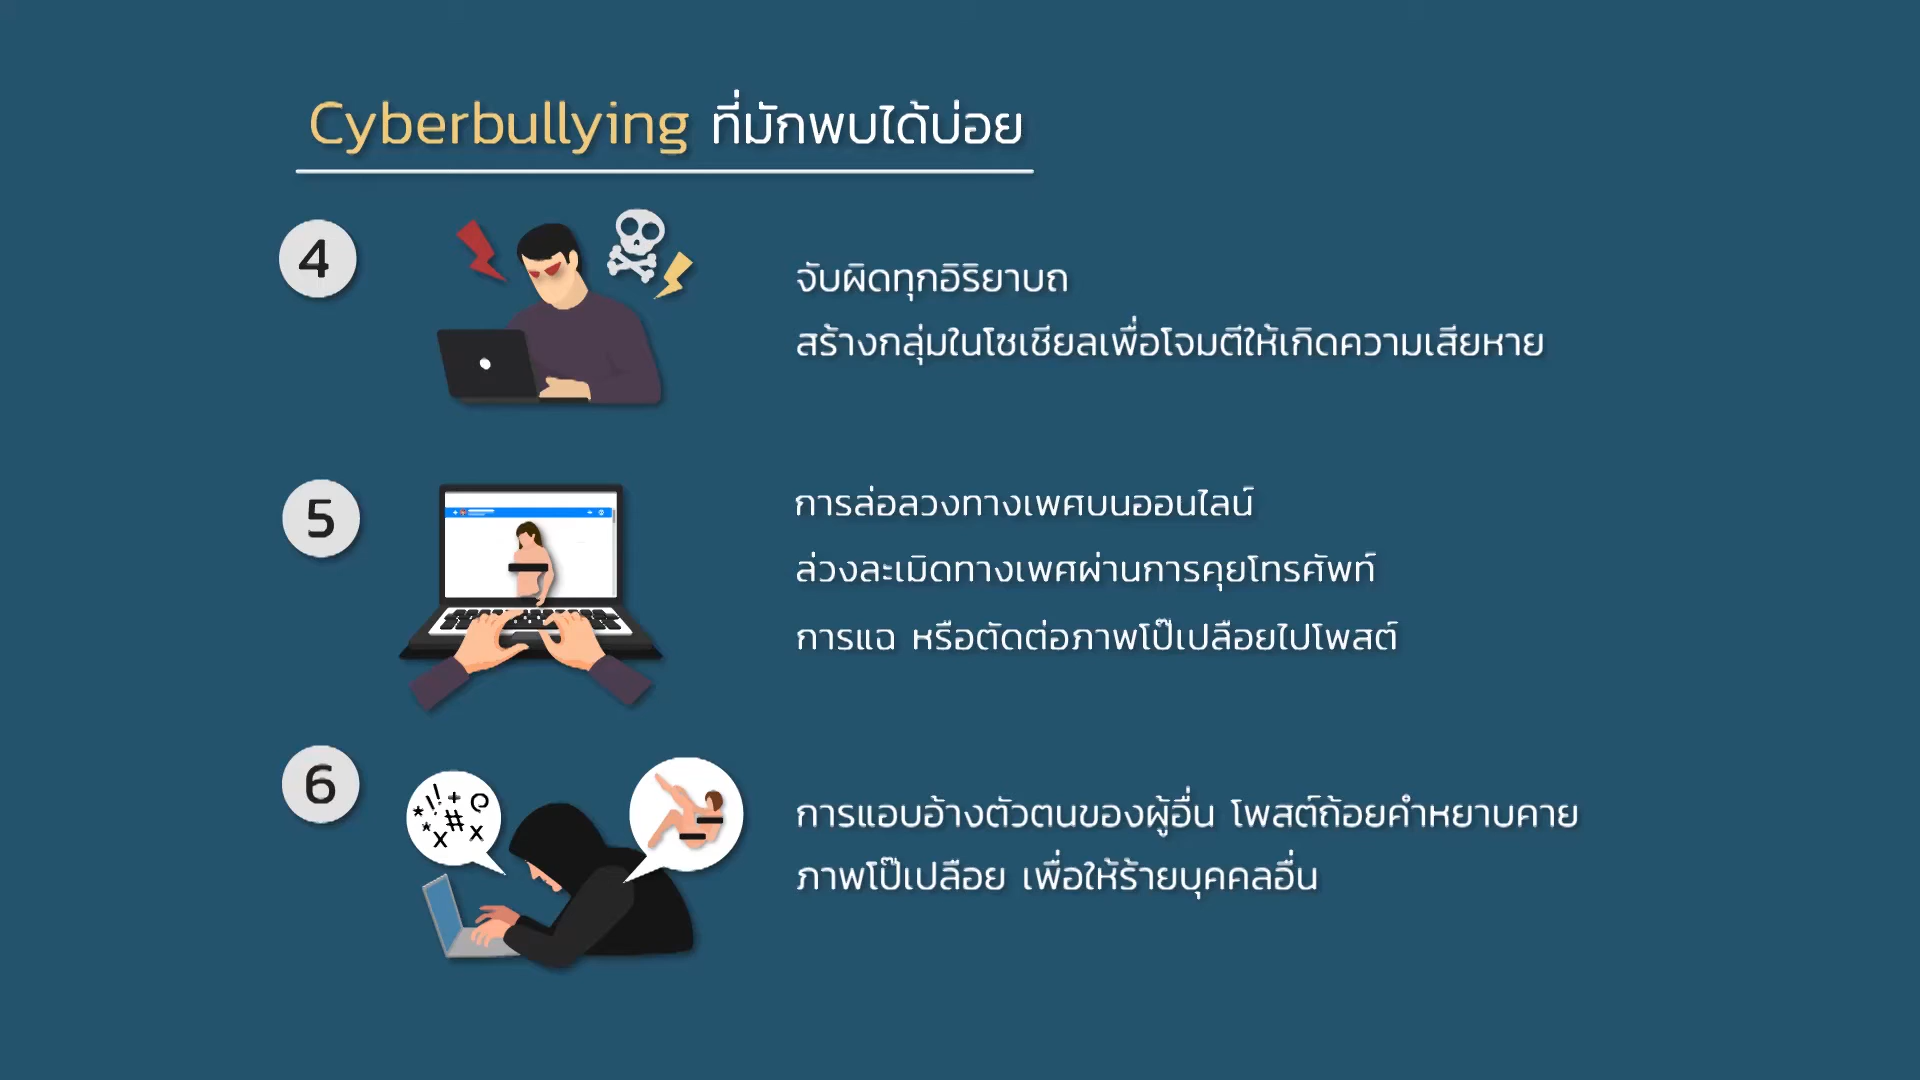 Cyberbullying ที่มักพบได้บ่อย
4
จับผิดทุกอิริยาบถ
สร้างกลุ่มในโซเชียลเพื่อโจมตีให้เกิดความเสียหาย
5
การล่อลวงทางเพศบนออนไลน์
ล่วงละเมิดทางเพศผ่านการคุยโทรศัพท์
การแฉ หรือตัดต่อภาพโป๊เปลือยไปโพสต์
6
การแอบอ้างตัวตนของผู้อื่น โพสต์ถ้อยคำหยาบคาย
ภาพโป๊เปลือย เพื่อให้ร้ายบุคคลอื่น